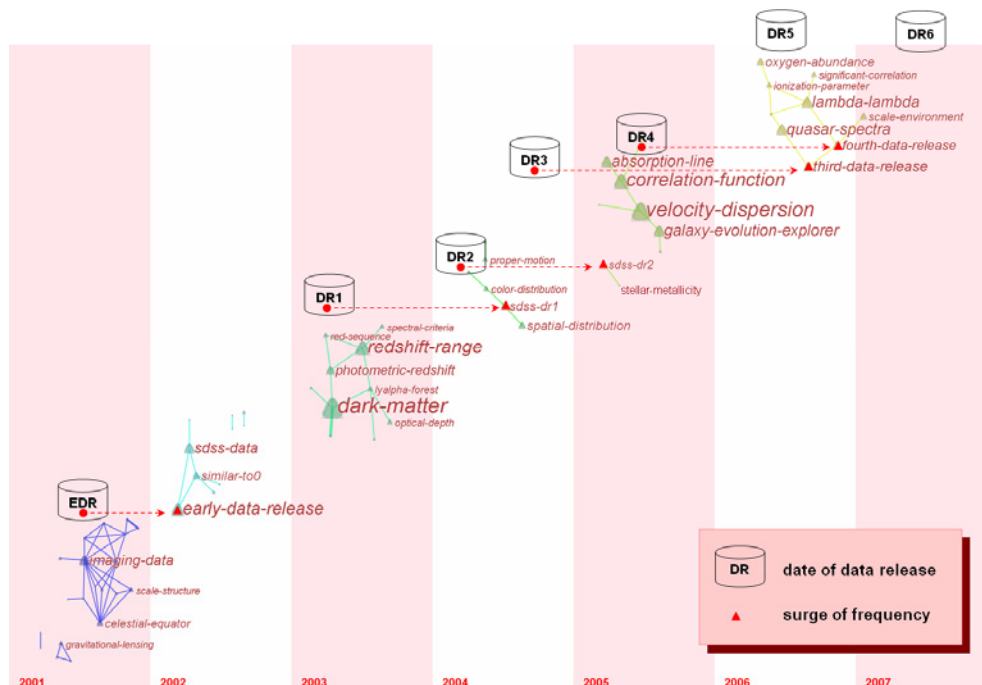 DR5
DR6
oxygen-abundance
significant-correlation
ionization-parameter
lambda-lambda
scale-environment
quasar-spectra
DR4
fourth-data-release
DR3
absorption-line
third-data-release
correlation-function
velocity-dispersion
galaxy-evolution-explorer
DR2
proper-motion
sdss-dr2
color-distribution
stellar-metallicity
DR1
sdss-dr1
spatial-distribution
spectral-criteria
red-sequence
redshift-range
photometric-redshift
lyalpha-forest
dark-matter
optical-depth
sdss-data
similar-to0
EDR
early-data-release
imaging-data
scale-structure
celestial-equator
gravitational-lensing
DR date of data release
surge of frequency
2001 2002 2003 2004 2005 2006 2007